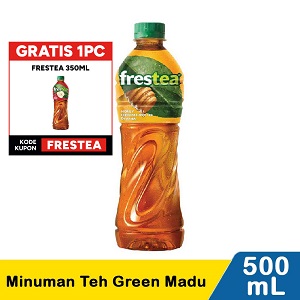 GRATIS 1PC
FRESTEA 350ML
KODE
KUPON
FRESTEA
frestea
Minuman Teh Green Madu
500
mL